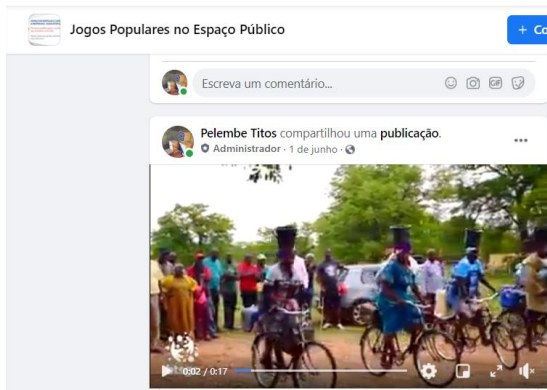 Jogos Populares no Espaço Público
+ Co
Escreva um comentário...
GIF
Pelembe Titos compartilhou uma publicação.
Administrador · 1 de junho ·
0:02 / 0:17